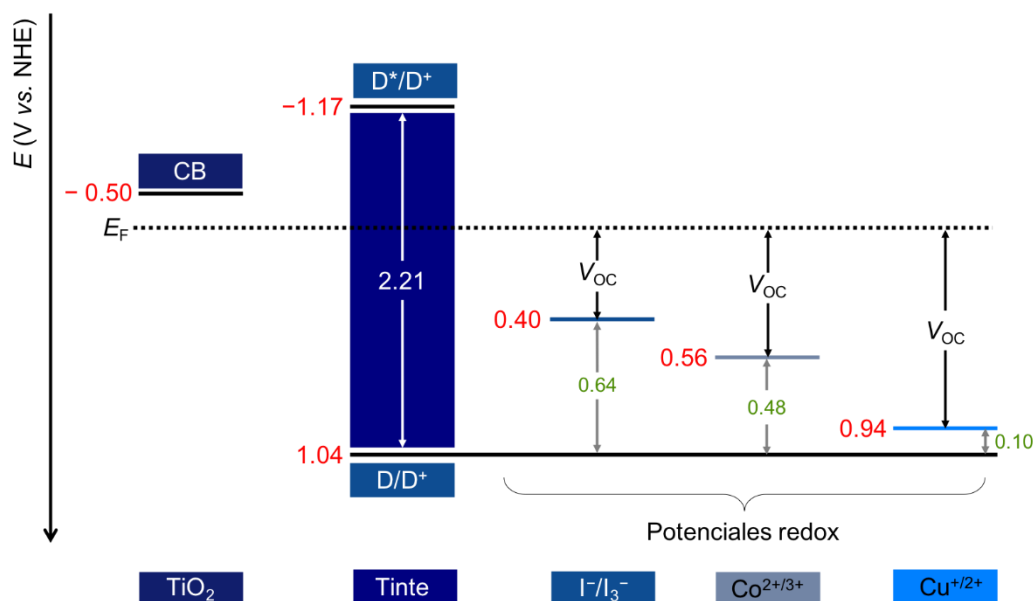 E (V vs. NHE)
D*/D⁺
−1.17
CB
− 0.50
E_F
2.21
V_OC
V_OC
V_OC
0.40
0.56
0.64
0.48
0.94
0.10
1.04
D/D⁺
Potenciales redox
TiO₂
Tinte
I⁻/I₃⁻
Co²⁺/³⁺
Cu⁺/²⁺